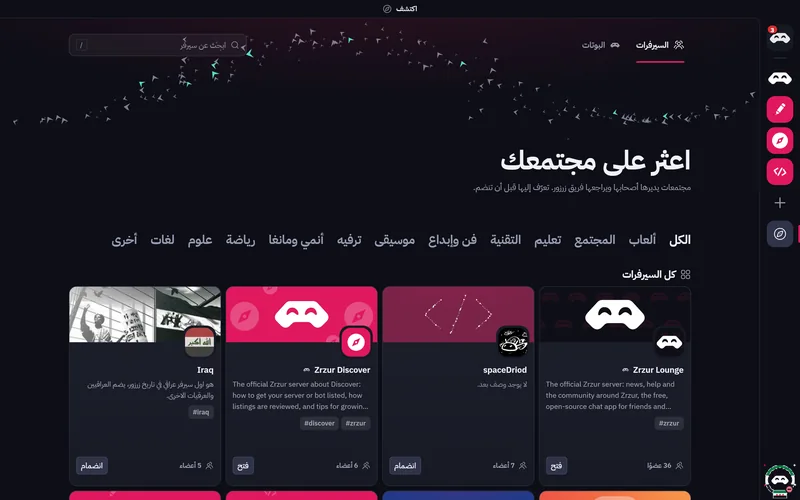 اكتشف
السيرفرات
البوتات
ابحث عن سيرفر
/
اعثر على مجتمعك
مجتمعات يديرها أصحابها ويراجعها فريق زرزور. تعرّف إليها قبل أن تنضم.
الكل ألعاب المجتمع تعليم التقنية فن وإبداع موسيقى ترفيه أنمي ومانغا رياضة علوم لغات أخرى
كل السيرفرات
Zrzur Lounge
The official Zrzur server: news, help and
the community around Zrzur, the free,
open-source chat app for friends and...
#zrzur
36 عضوًا
فتح
spaceDriod
لا يوجد وصف بعد.
7 أعضاء
انضمام
Zrzur Discover
The official Zrzur server about Discover:
how to get your server or bot listed, how
listings are reviewed, and tips for growin...
#discover #zrzur
6 أعضاء
فتح
الله اكبر
Iraq
هو اول سيرفر عراقي في تاريخ زرزور، يضم العراقيين
والعرقيات الاخرى.
#iraq
5 أعضاء
انضمام